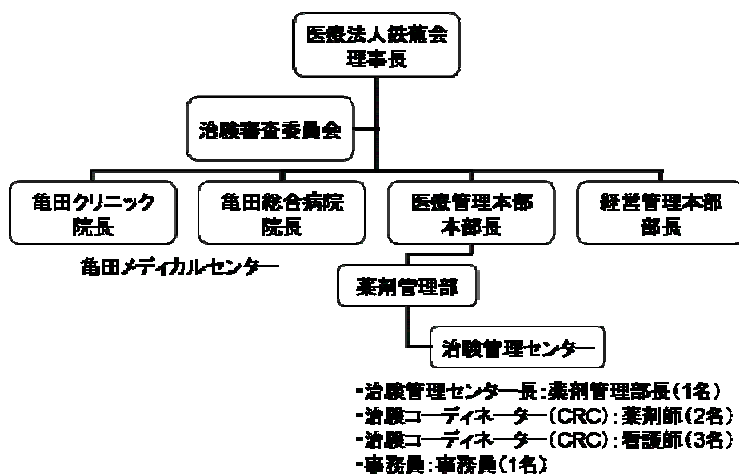 医療法人鉄蕉会
理事長
治験審査委員会
亀田クリニック
院長
亀田総合病院
院長
医療管理本部
本部長
経営管理本部
部長
亀田メディカルセンター
薬剤管理部
治験管理センター
・治験管理センター長:薬剤管理部長(1名)
・治験コーディネーター(CRC):薬剤師(2名)
・治験コーディネーター(CRC):看護師(3名)
・事務員:事務員(1名)